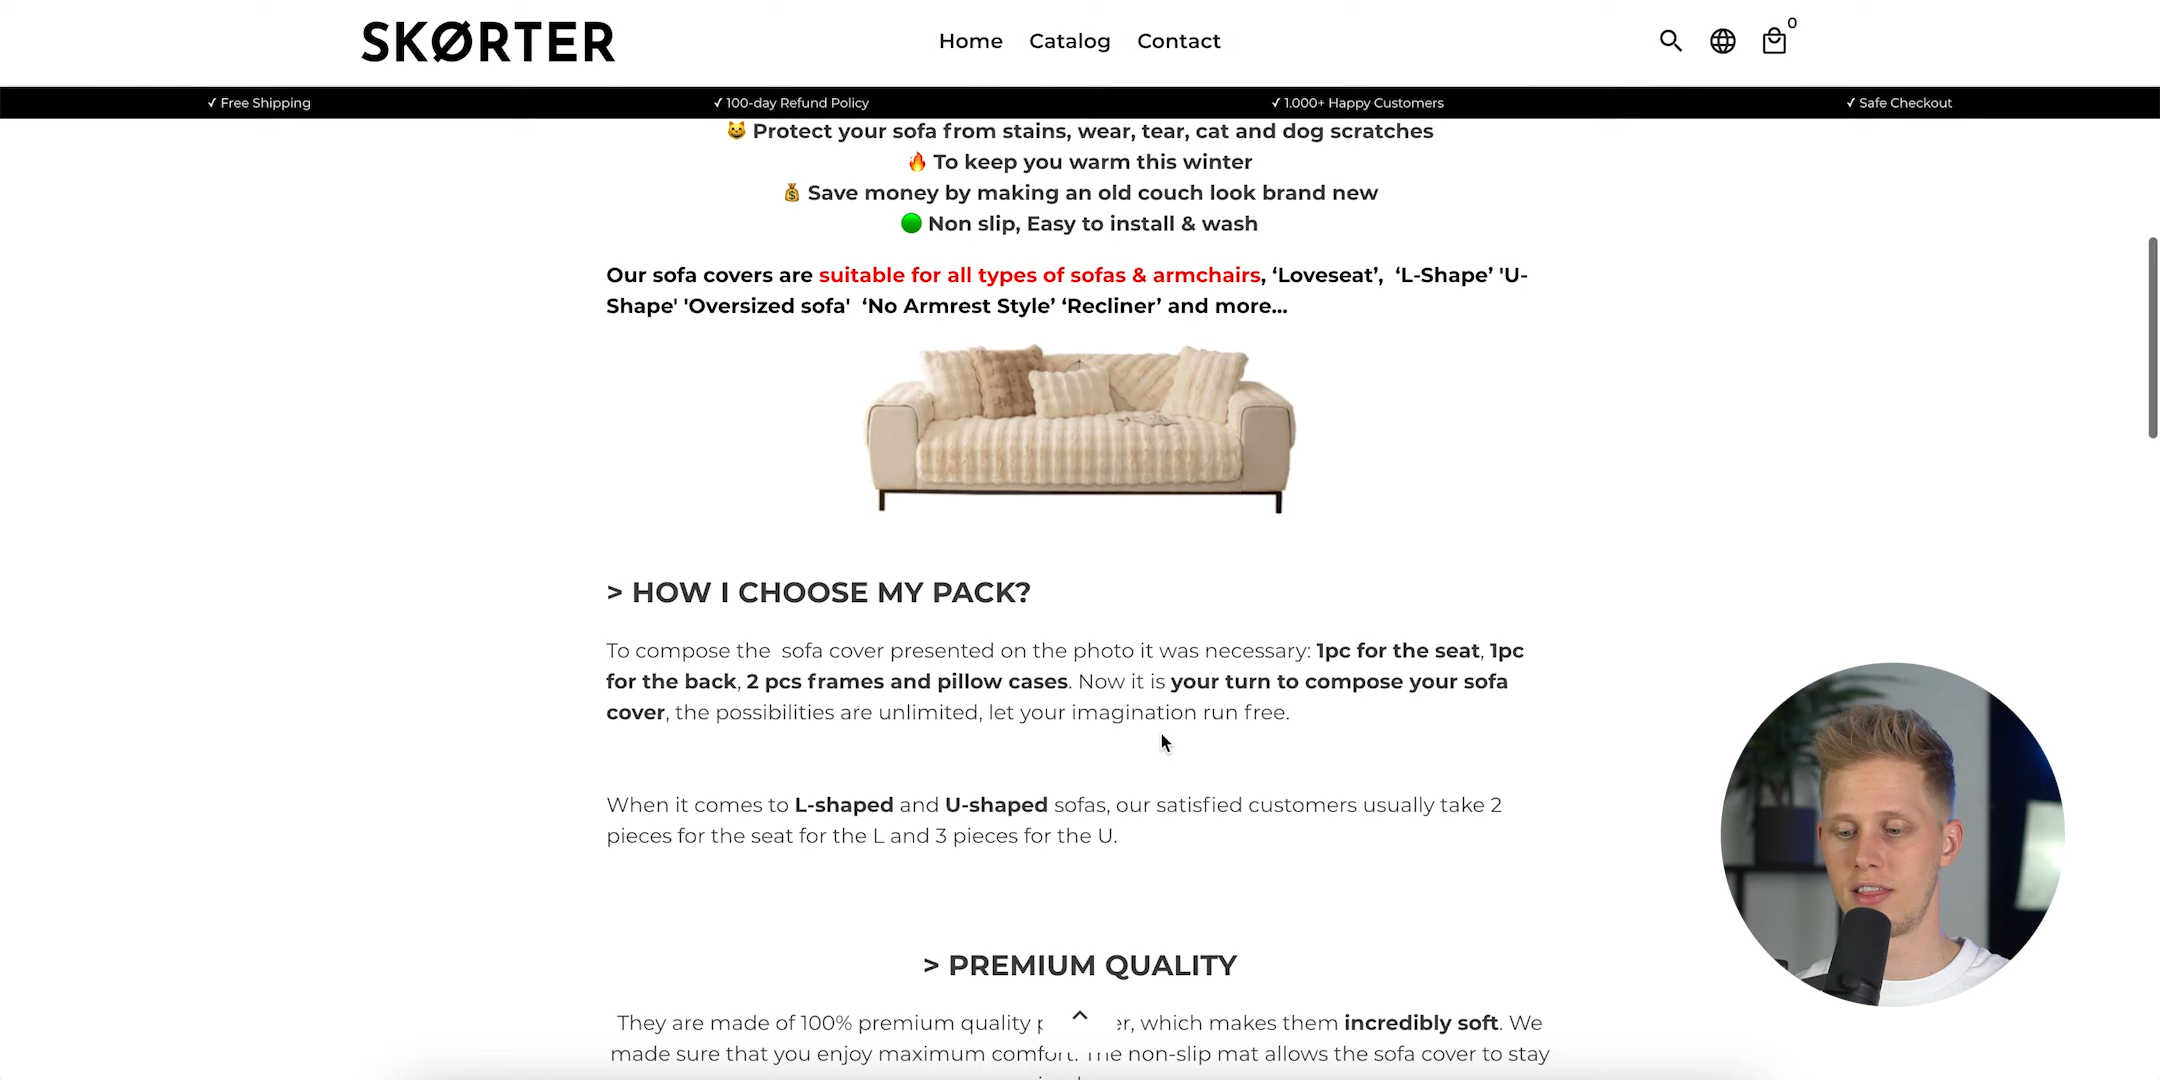 SKØRTER
Home Catalog Contact
0
✓ Free Shipping
✓ 100-day Refund Policy
✓ 1.000+ Happy Customers
✓ Safe Checkout
😺 Protect your sofa from stains, wear, tear, cat and dog scratches
🔥 To keep you warm this winter
💰 Save money by making an old couch look brand new
🟢 Non slip, Easy to install & wash
Our sofa covers are suitable for all types of sofas & armchairs, ‘Loveseat’, ‘L-Shape’ 'U-
Shape' 'Oversized sofa' ‘No Armrest Style’ ‘Recliner’ and more...
> HOW I CHOOSE MY PACK?
To compose the sofa cover presented on the photo it was necessary: 1pc for the seat, 1pc
for the back, 2 pcs frames and pillow cases. Now it is your turn to compose your sofa
cover, the possibilities are unlimited, let your imagination run free.
When it comes to L-shaped and U-shaped sofas, our satisfied customers usually take 2
pieces for the seat for the L and 3 pieces for the U.
> PREMIUM QUALITY
They are made of 100% premium quality which makes them incredibly soft. We
made sure that you enjoy maximum comfort. The non-slip mat allows the sofa cover to stay